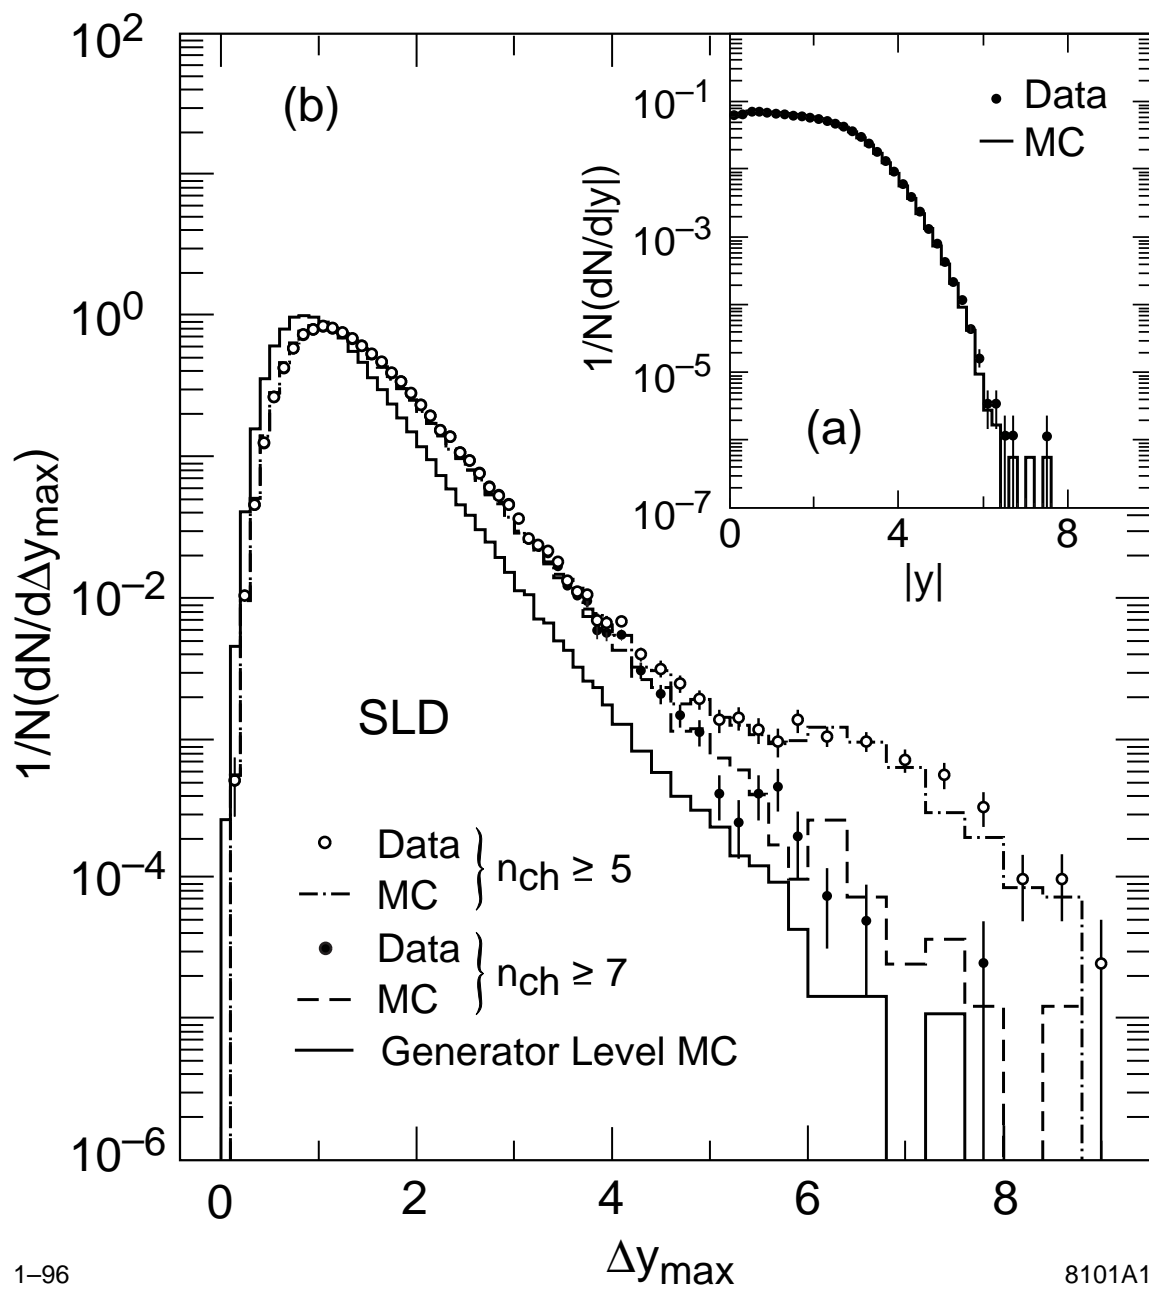 10^2
(b)
10^0
10^–2
10^–4
10^–6
1/N(dN/dΔy_max)
0
2
4
6
8
Δy_max
SLD
Data
MC
n_ch ≥ 5
Data
MC
n_ch ≥ 7
Generator Level MC
10^–1
10^–3
10^–5
10^–7
1/N(dN/d|y|)
Data
MC
(a)
0
4
8
|y|
1–96
8101A1